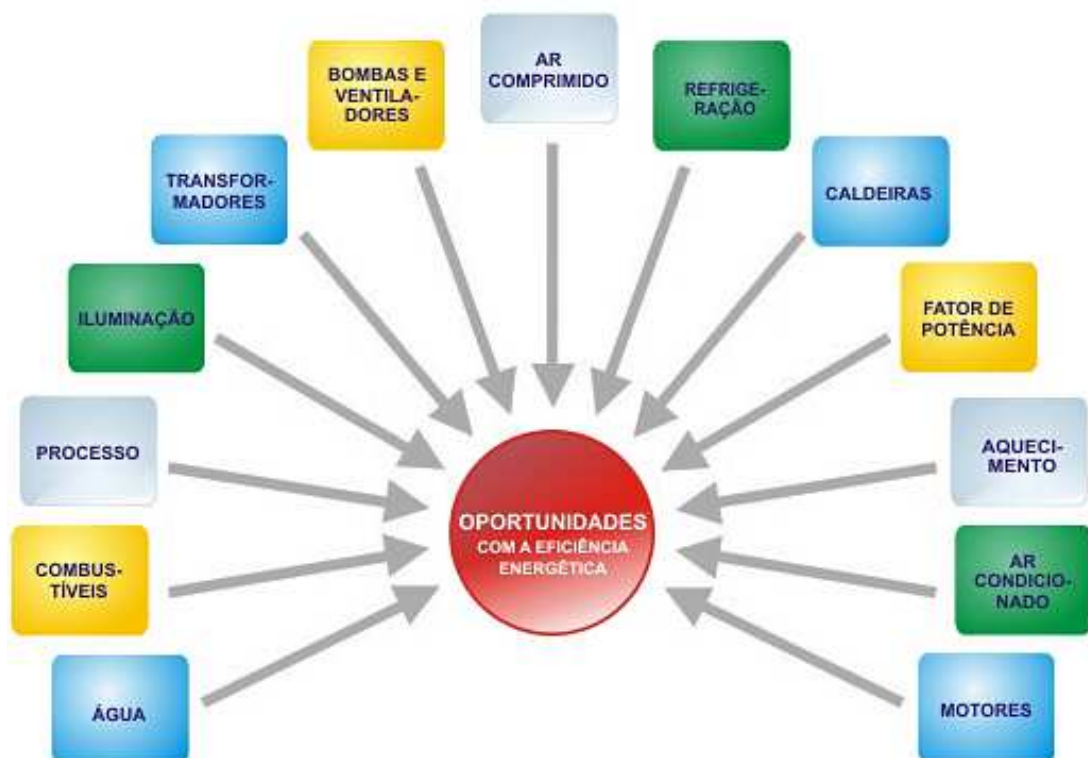 ÁGUA
COMBUS-
TÍVEIS
PROCESSO
ILUMINAÇÃO
TRANSFOR-
MADORES
BOMBAS E
VENTILA-
DORES
AR
COMPRIMIDO
REFRIGE-
RAÇÃO
CALDEIRAS
FATOR DE
POTÊNCIA
AQUECI-
MENTO
AR
CONDICIO-
NADO
MOTORES
OPORTUNIDADES
COM A EFICIÊNCIA
ENERGÊTICA